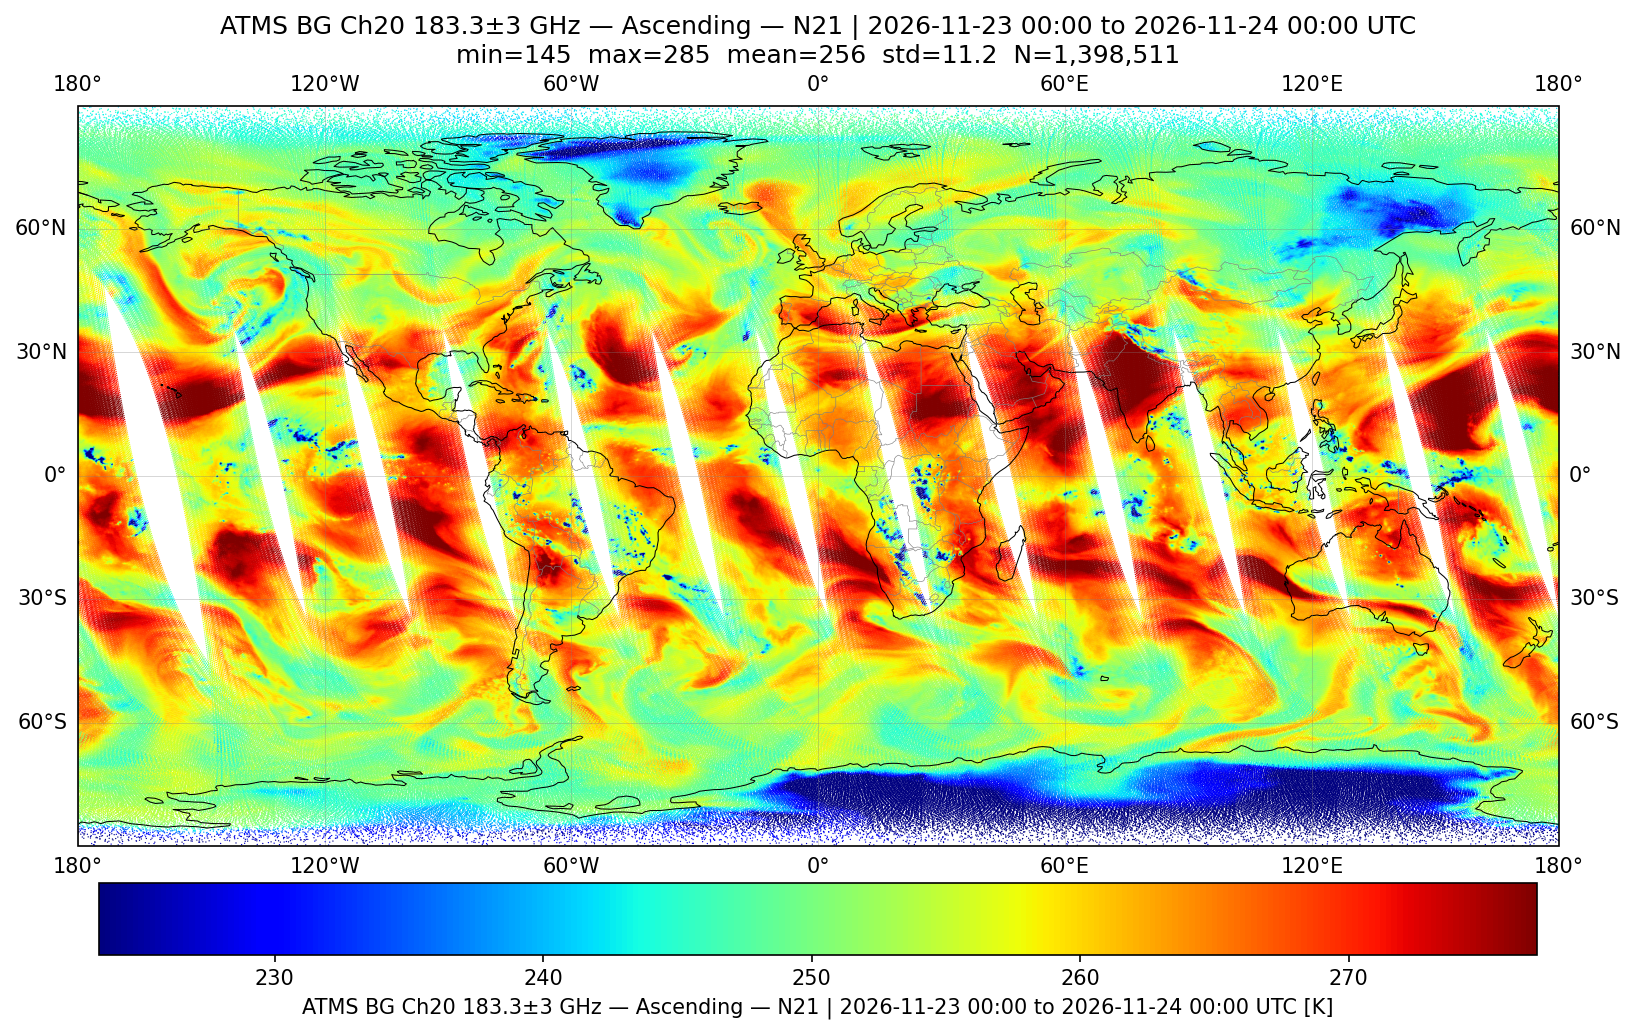 ATMS BG Ch20 183.3±3 GHz — Ascending — N21 | 2026-11-23 00:00 to 2026-11-24 00:00 UTC
min=145 max=285 mean=256 std=11.2 N=1,398,511
180° 120°W 60°W 0° 60°E 120°E 180°
60°N 60°N
30°N 30°N
0° 0°
30°S 30°S
60°S 60°S
180° 120°W 60°W 0° 60°E 120°E 180°
230 240 250 260 270
ATMS BG Ch20 183.3±3 GHz — Ascending — N21 | 2026-11-23 00:00 to 2026-11-24 00:00 UTC [K]